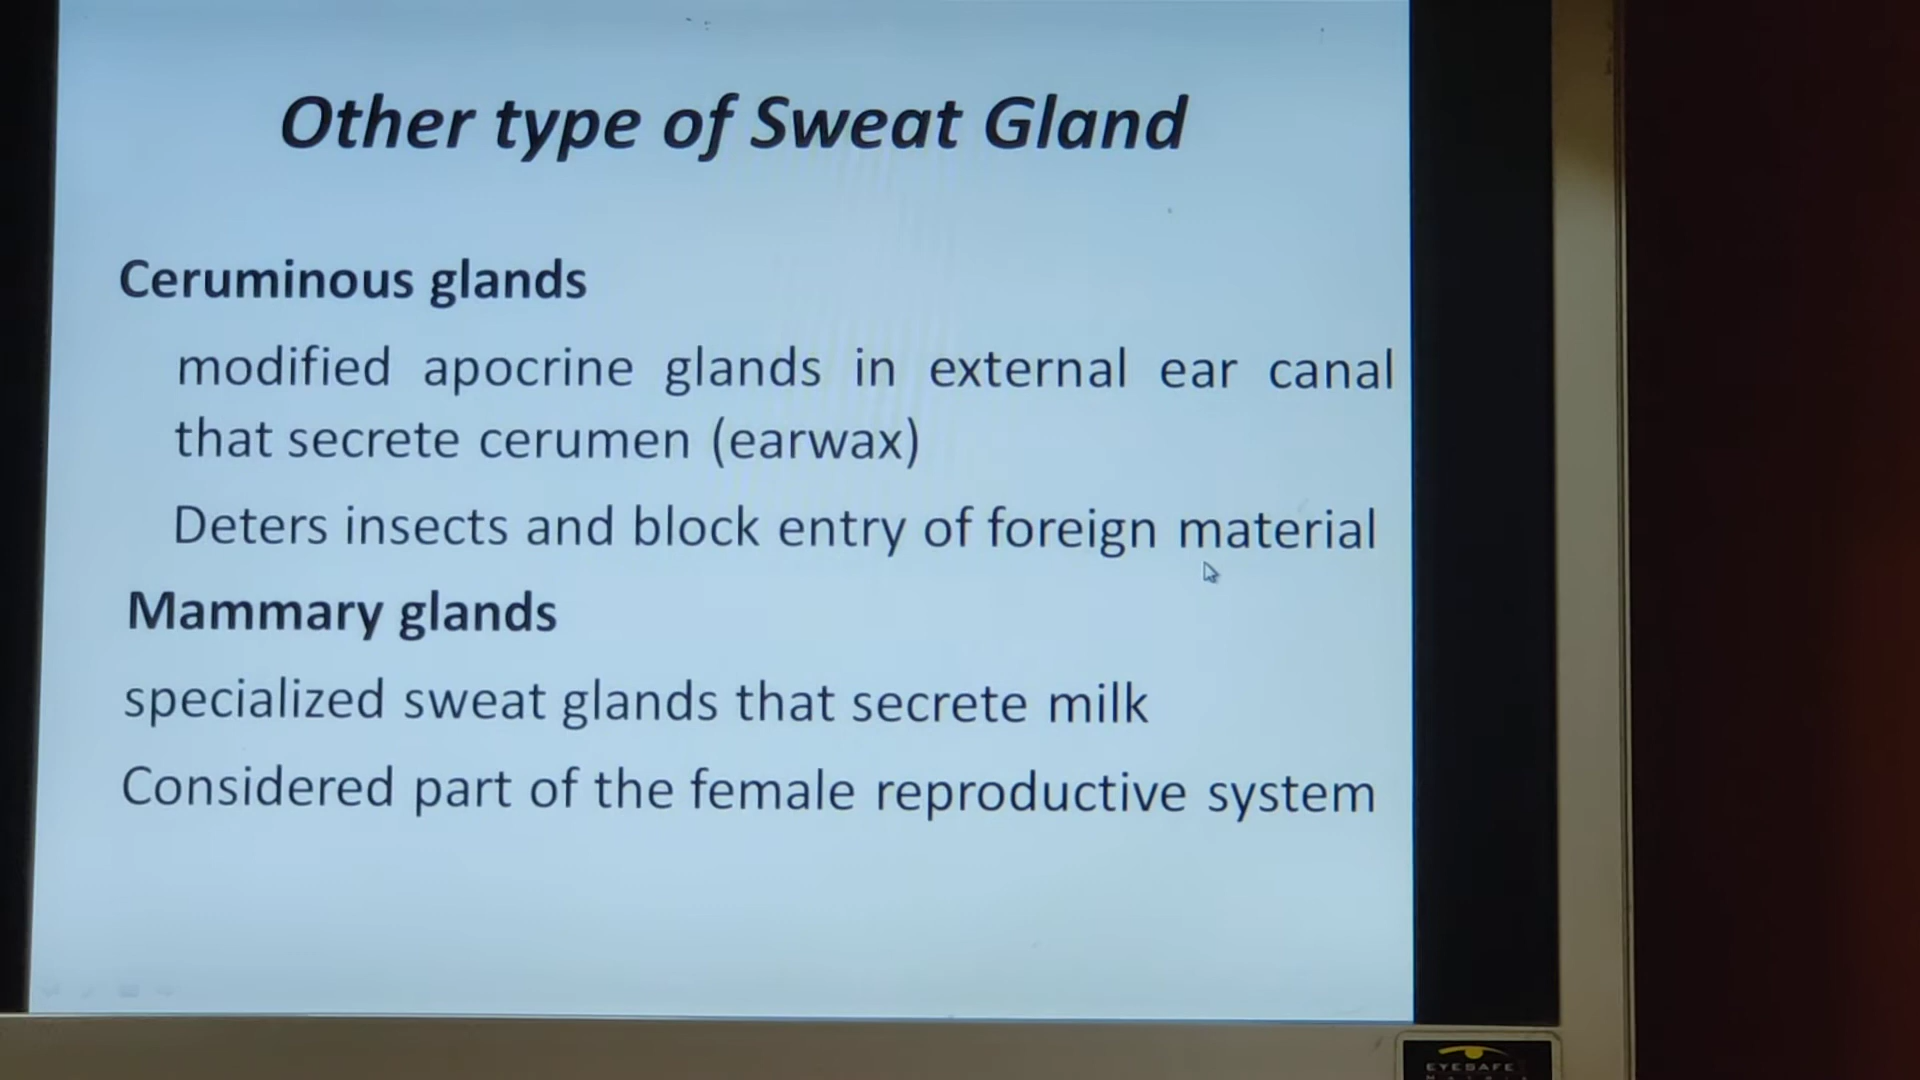 Other type of Sweat Gland
Ceruminous glands
modified apocrine glands in external ear canal
that secrete cerumen (earwax)
Deters insects and block entry of foreign material
Mammary glands
specialized sweat glands that secrete milk
Considered part of the female reproductive system
EYESAFE